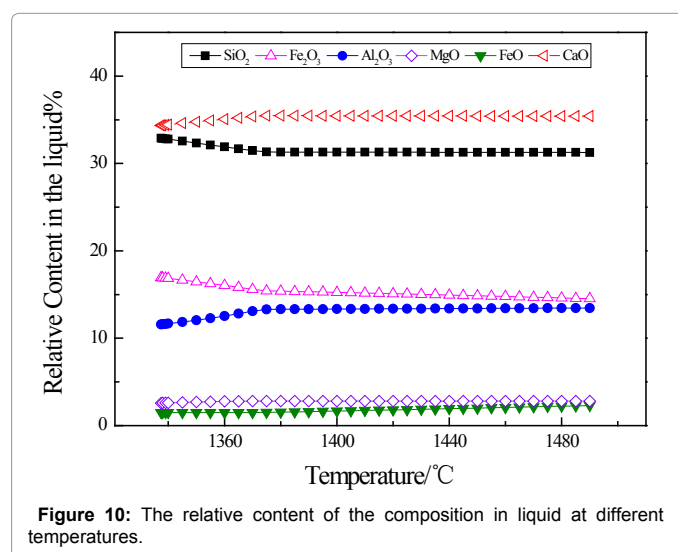 SiO₂ Fe₂O₃ Al₂O₃ MgO FeO CaO
40
30
20
10
0
1360 1400 1440 1480
Relative Content in the liquid%
Temperature/℃
Figure 10: The relative content of the composition in liquid at different
temperatures.